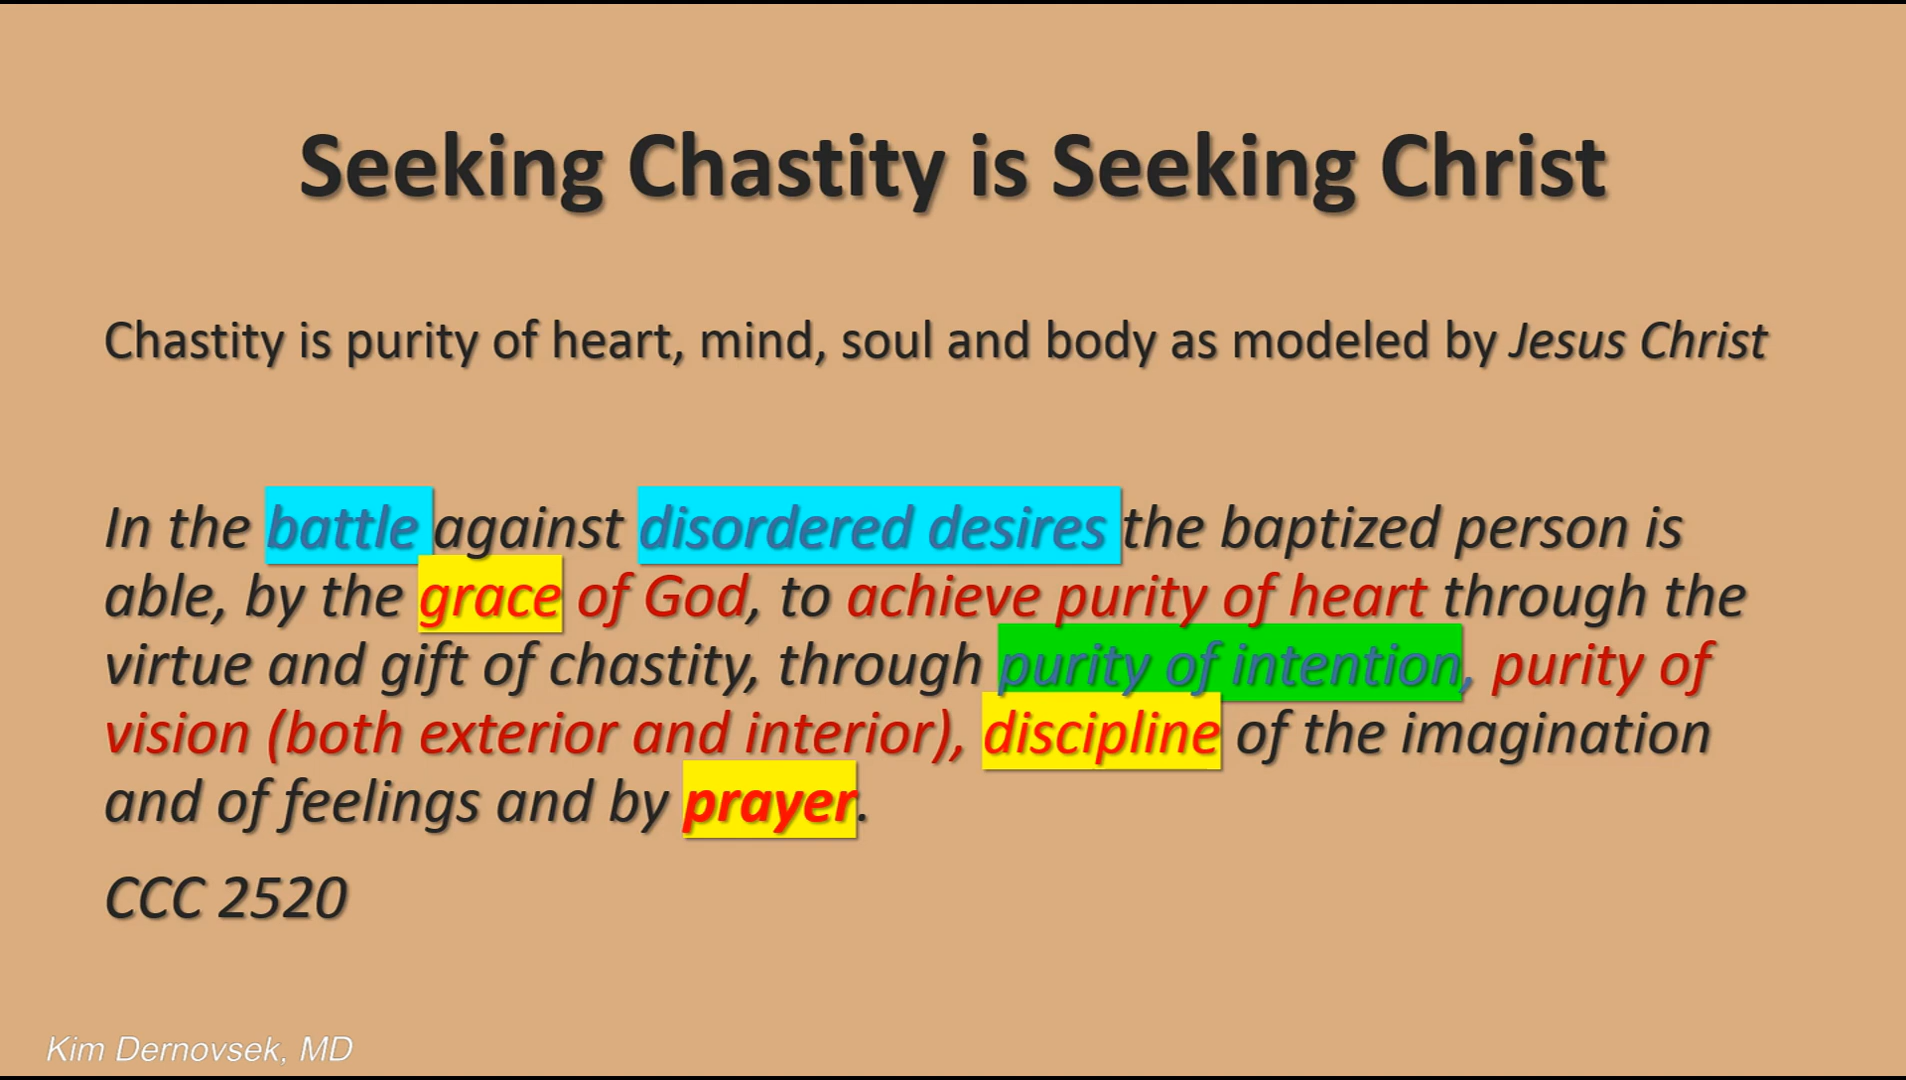 Seeking Chastity is Seeking Christ
Chastity is purity of heart, mind, soul and body as modeled by Jesus Christ
In the battle against disordered desires the baptized person is
able, by the grace of God, to achieve purity of heart through the
virtue and gift of chastity, through purity of intention, purity of
vision (both exterior and interior), discipline of the imagination
and of feelings and by prayer.
CCC 2520
Kim Dernovsek, MD